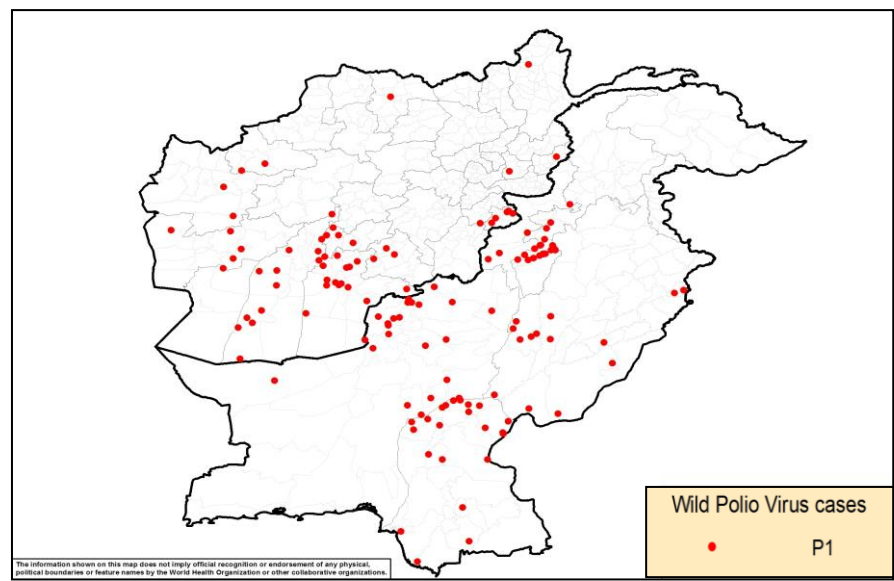 Wild Polio Virus cases
P1
The information shown on this map does not imply official recognition or endorsement of any physical,
political boundaries or feature names by the World Health Organization or other collaborative organizations.